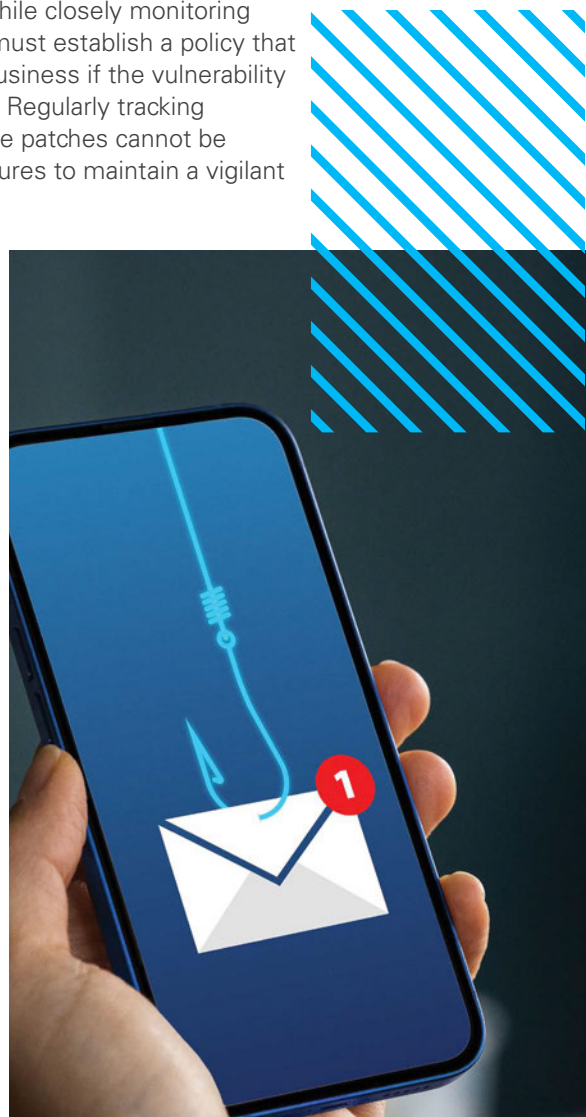 hile closely monitoring
must establish a policy that
usiness if the vulnerability
Regularly tracking
e patches cannot be
ures to maintain a vigilant
1